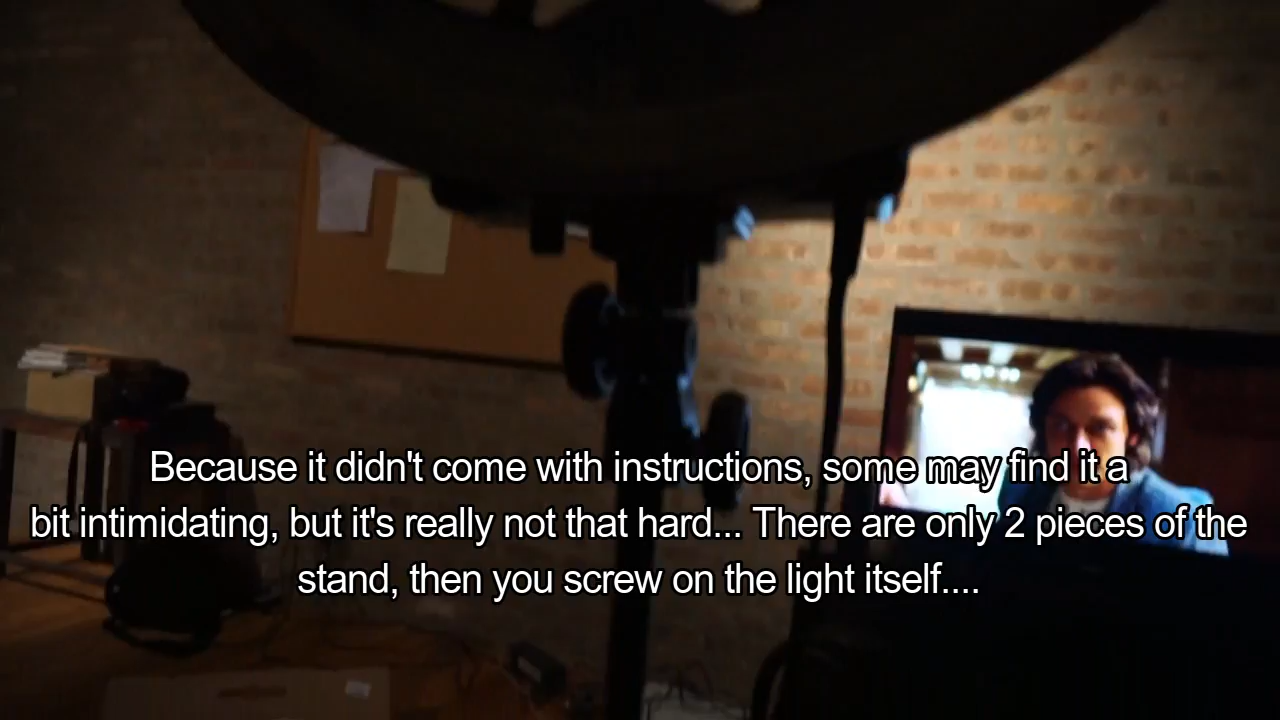 Because it didn't come with instructions, some may find it a
bit intimidating, but it's really not that hard... There are only 2 pieces of the
stand, then you screw on the light itself....